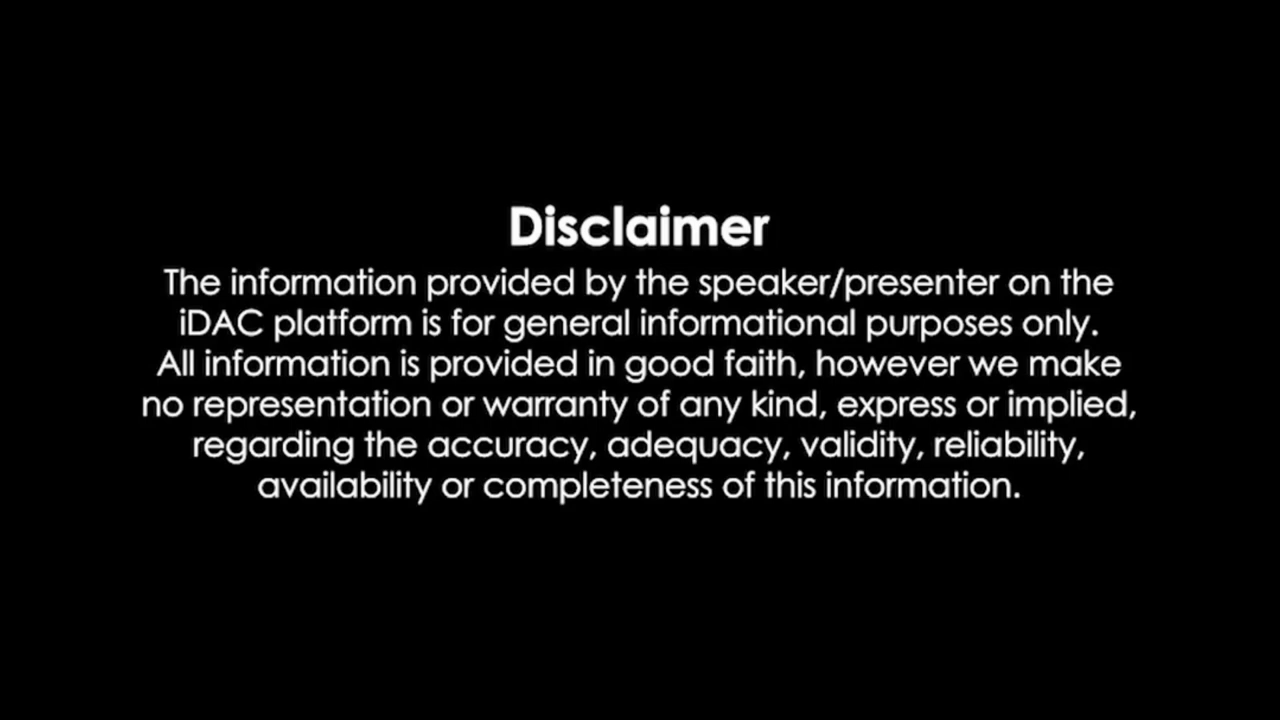 Disclaimer
The information provided by the speaker/presenter on the
iDAC platform is for general informational purposes only.
All information is provided in good faith, however we make
no representation or warranty of any kind, express or implied,
regarding the accuracy, adequacy, validity, reliability,
availability or completeness of this information.